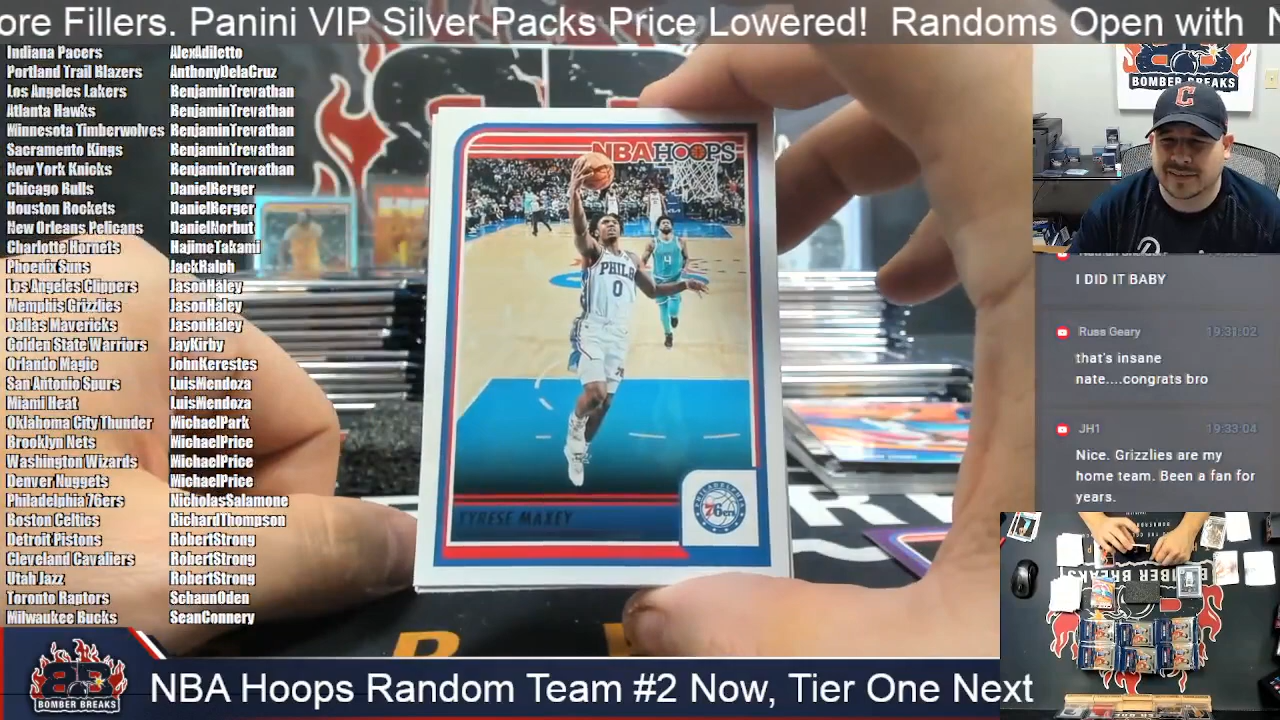 ore Fillers. Panini VIP Silver Packs Price Lowered! Randoms Open with N
Indiana Pacers AlexAdiletto
Portland Trail Blazers AnthonyDelaCruz
Los Angeles Lakers BenjaminTrevathan
Atlanta Hawks BenjaminTrevathan
Minnesota Timberwolves BenjaminTrevathan
Sacramento Kings BenjaminTrevathan
New York Knicks BenjaminTrevathan
Chicago Bulls DanielBerger
Houston Rockets DanielBerger
New Orleans Pelicans DanielNorbut
Charlotte Hornets HajimeTakami
Phoenix Suns JackRalph
Los Angeles Clippers JasonHaley
Memphis Grizzlies JasonHaley
Dallas Mavericks JasonHaley
Golden State Warriors JayKirby
Orlando Magic JohnKerestes
San Antonio Spurs LuisMendoza
Miami Heat LuisMendoza
Oklahoma City Thunder MichaelPark
Brooklyn Nets MichaelPrice
Washington Wizards MichaelPrice
Denver Nuggets MichaelPrice
Philadelphia 76ers NicholasSalamone
Boston Celtics RichardThompson
Detroit Pistons RobertStrong
Cleveland Cavaliers RobertStrong
Utah Jazz RobertStrong
Toronto Raptors SchaunOden
Milwaukee Bucks SeanConnery
NBA HOOPS
PHILA
0
4
TYRESE MAXEY
PHILADELPHIA
76ers
BOMBER BREAKS
C
I DID IT BABY
Russ Geary 19:31:02
that's insane
nate....congrats bro
JH1 19:33:04
Nice. Grizzlies are my
home team. Been a fan for
years.
BOMBER BREAKS
BOMBER BREAKS
NBA Hoops Random Team #2 Now, Tier One Next